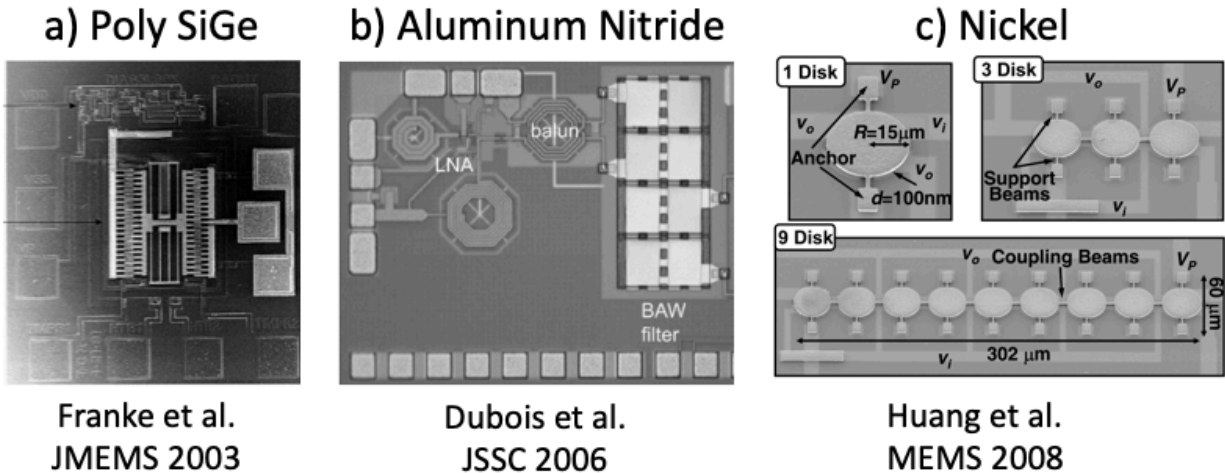 a) Poly SiGe
b) Aluminum Nitride
c) Nickel
LNA
balun
BAW
filter
1 Disk
V_P
v_o
v_i
R=15μm
Anchor
v_o
d=100nm
3 Disk
v_o
V_P
Support
Beams
v_i
9 Disk
v_o
Coupling Beams
V_P
60 μm
v_i
302 μm
Franke et al.
JMEMS 2003
Dubois et al.
JSSC 2006
Huang et al.
MEMS 2008